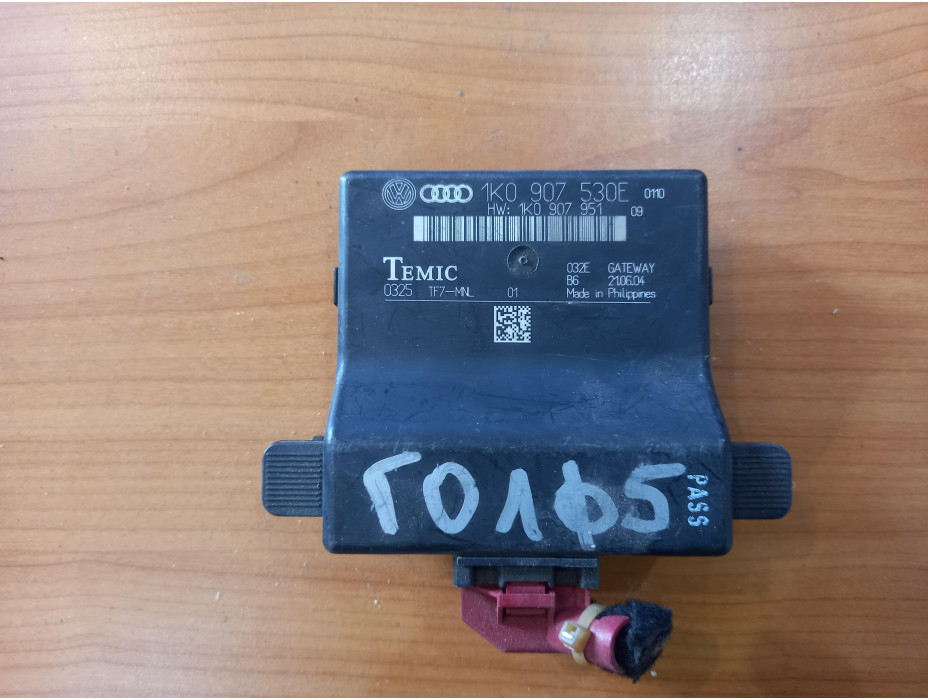 1K0 907 530E 0110
HW: 1K0 907 951 09
TEMIC
032E GATEWAY
B6 21.06.04
0325 TF7-MNL 01
Made in Philippines
ГОЛФ5
PASS